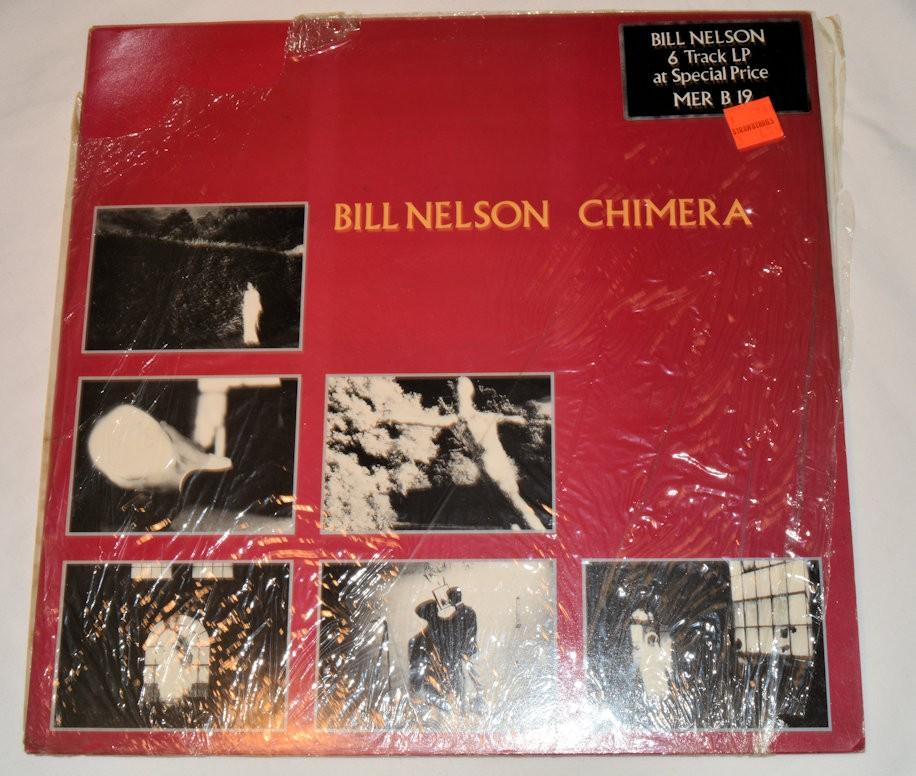 BILL NELSON
6 Track LP
at Special Price
MER B 19
STRAWBERRIES
BILL NELSON CHIMERA